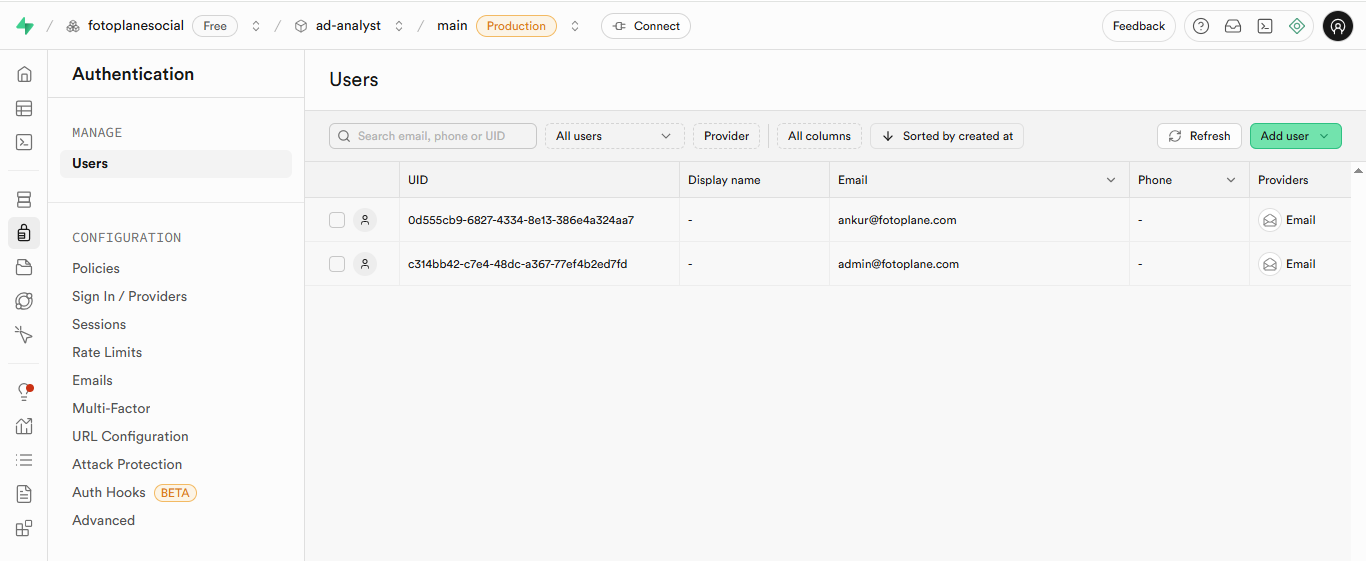 fotoplanesocial Free ad-analyst main Production Connect Feedback
Authentication
MANAGE
Users
CONFIGURATION
Policies
Sign In / Providers
Sessions
Rate Limits
Emails
Multi-Factor
URL Configuration
Attack Protection
Auth Hooks BETA
Advanced
Users
Search email, phone or UID All users Provider All columns Sorted by created at Refresh Add user
UID Display name Email Phone Providers
0d555cb9-6827-4334-8e13-386e4a324aa7 - ankur@fotoplane.com - Email
c314bb42-c7e4-48dc-a367-77ef4b2ed7fd - admin@fotoplane.com - Email